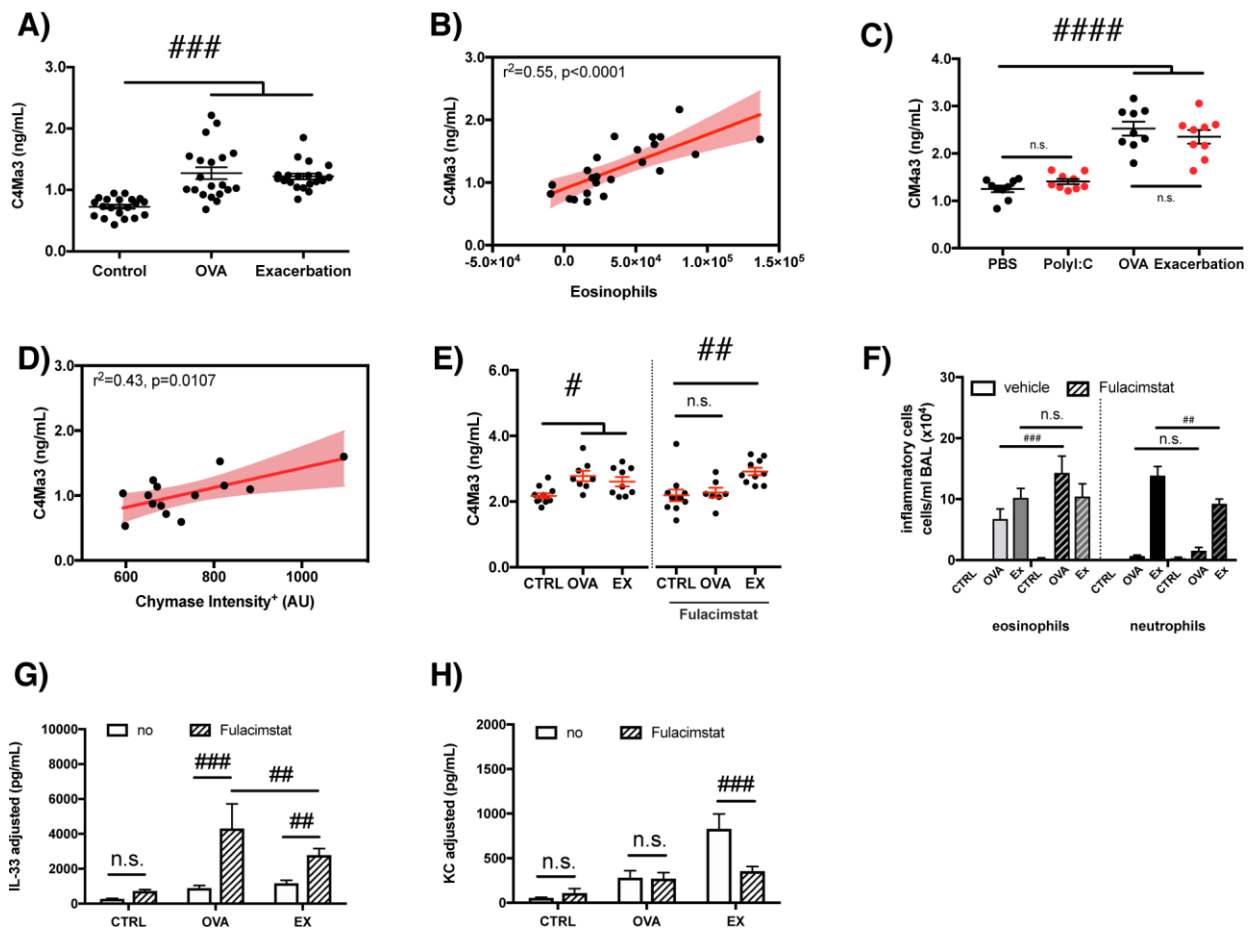 A)
###
3.0
2.0
1.0
0.0
C4Ma3 (ng/mL)
Control OVA Exacerbation
B)
r²=0.55, p<0.0001
3.0
2.0
1.0
0.0
C4Ma3 (ng/mL)
-5.0×10⁴ 0.0 5.0×10⁴ 1.0×10⁵ 1.5×10⁵
Eosinophils
C)
####
4.0
3.0
2.0
1.0
0.0
CM4a3 (ng/mL)
n.s.
n.s.
PBS PolyI:C OVA Exacerbation
D)
r²=0.43, p=0.0107
3.0
2.0
1.0
0.0
C4Ma3 (ng/mL)
600 800 1000
Chymase Intensity⁺ (AU)
E)
#
##
n.s.
6.0
4.0
2.0
0.0
C4Ma3 (ng/mL)
CTRL OVA EX CTRL OVA EX
Fulacimstat
F)
vehicle Fulacimstat
n.s.
###
##
n.s.
30
20
10
0
inflammatory cells
cells/ml BAL (x10⁴)
CTRL OVA Ex CTRL OVA Ex CTRL OVA Ex CTRL OVA Ex
eosinophils neutrophils
G)
no Fulacimstat
10000
8000
6000
4000
2000
0
IL-33 adjusted (pg/mL)
n.s.
###
##
##
CTRL OVA EX
H)
no Fulacimstat
2000
1500
1000
500
0
KC adjusted (pg/mL)
n.s.
n.s.
###
CTRL OVA EX